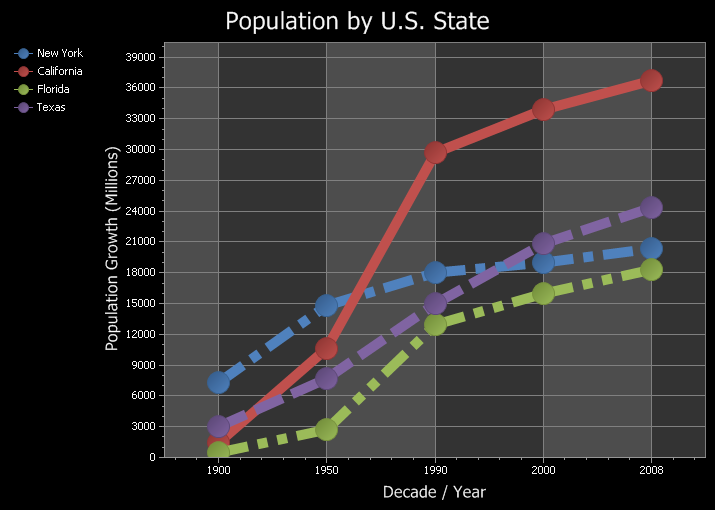 Population by U.S. State
New York
California
Florida
Texas
Population Growth (Millions)
39000
36000
33000
30000
27000
24000
21000
18000
15000
12000
9000
6000
3000
0
1900 1950 1990 2000 2008
Decade / Year